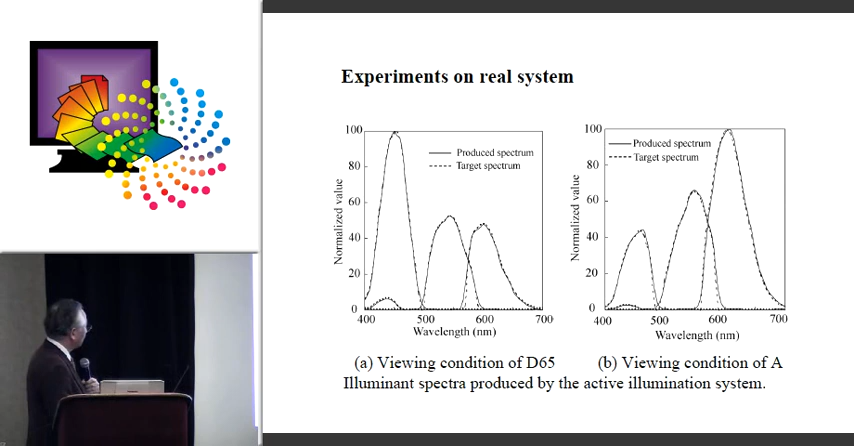 Experiments on real system
100
80
60
40
20
0
Normalized value
Produced spectrum
Target spectrum
400 500 600 700
Wavelength (nm)
100
80
60
40
20
0
Normalized value
Produced spectrum
Target spectrum
400 500 600 700
Wavelength (nm)
(a) Viewing condition of D65 (b) Viewing condition of A
Illuminant spectra produced by the active illumination system.